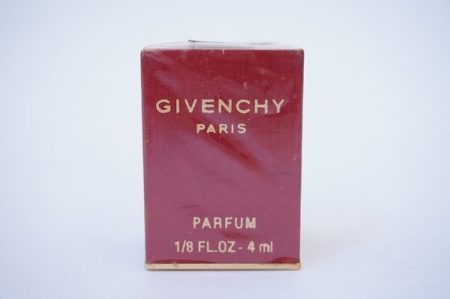 GIVENCHY
PARIS
PARFUM
1/8 FL.OZ - 4 ml